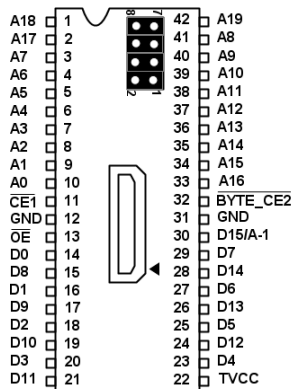 A18 1 8 7 42 A19
A17 2 41 A8
A7 3 40 A9
A6 4 39 A10
A5 5 2 1 38 A11
A4 6 37 A12
A3 7 36 A13
A2 8 35 A14
A1 9 34 A15
A0 10 33 A16
CE1 11 32 BYTE_CE2
GND 12 31 GND
OE 13 30 D15/A-1
D0 14 29 D7
D8 15 28 D14
D1 16 27 D6
D9 17 26 D13
D2 18 25 D5
D10 19 24 D12
D3 20 23 D4
D11 21 22 TVCC